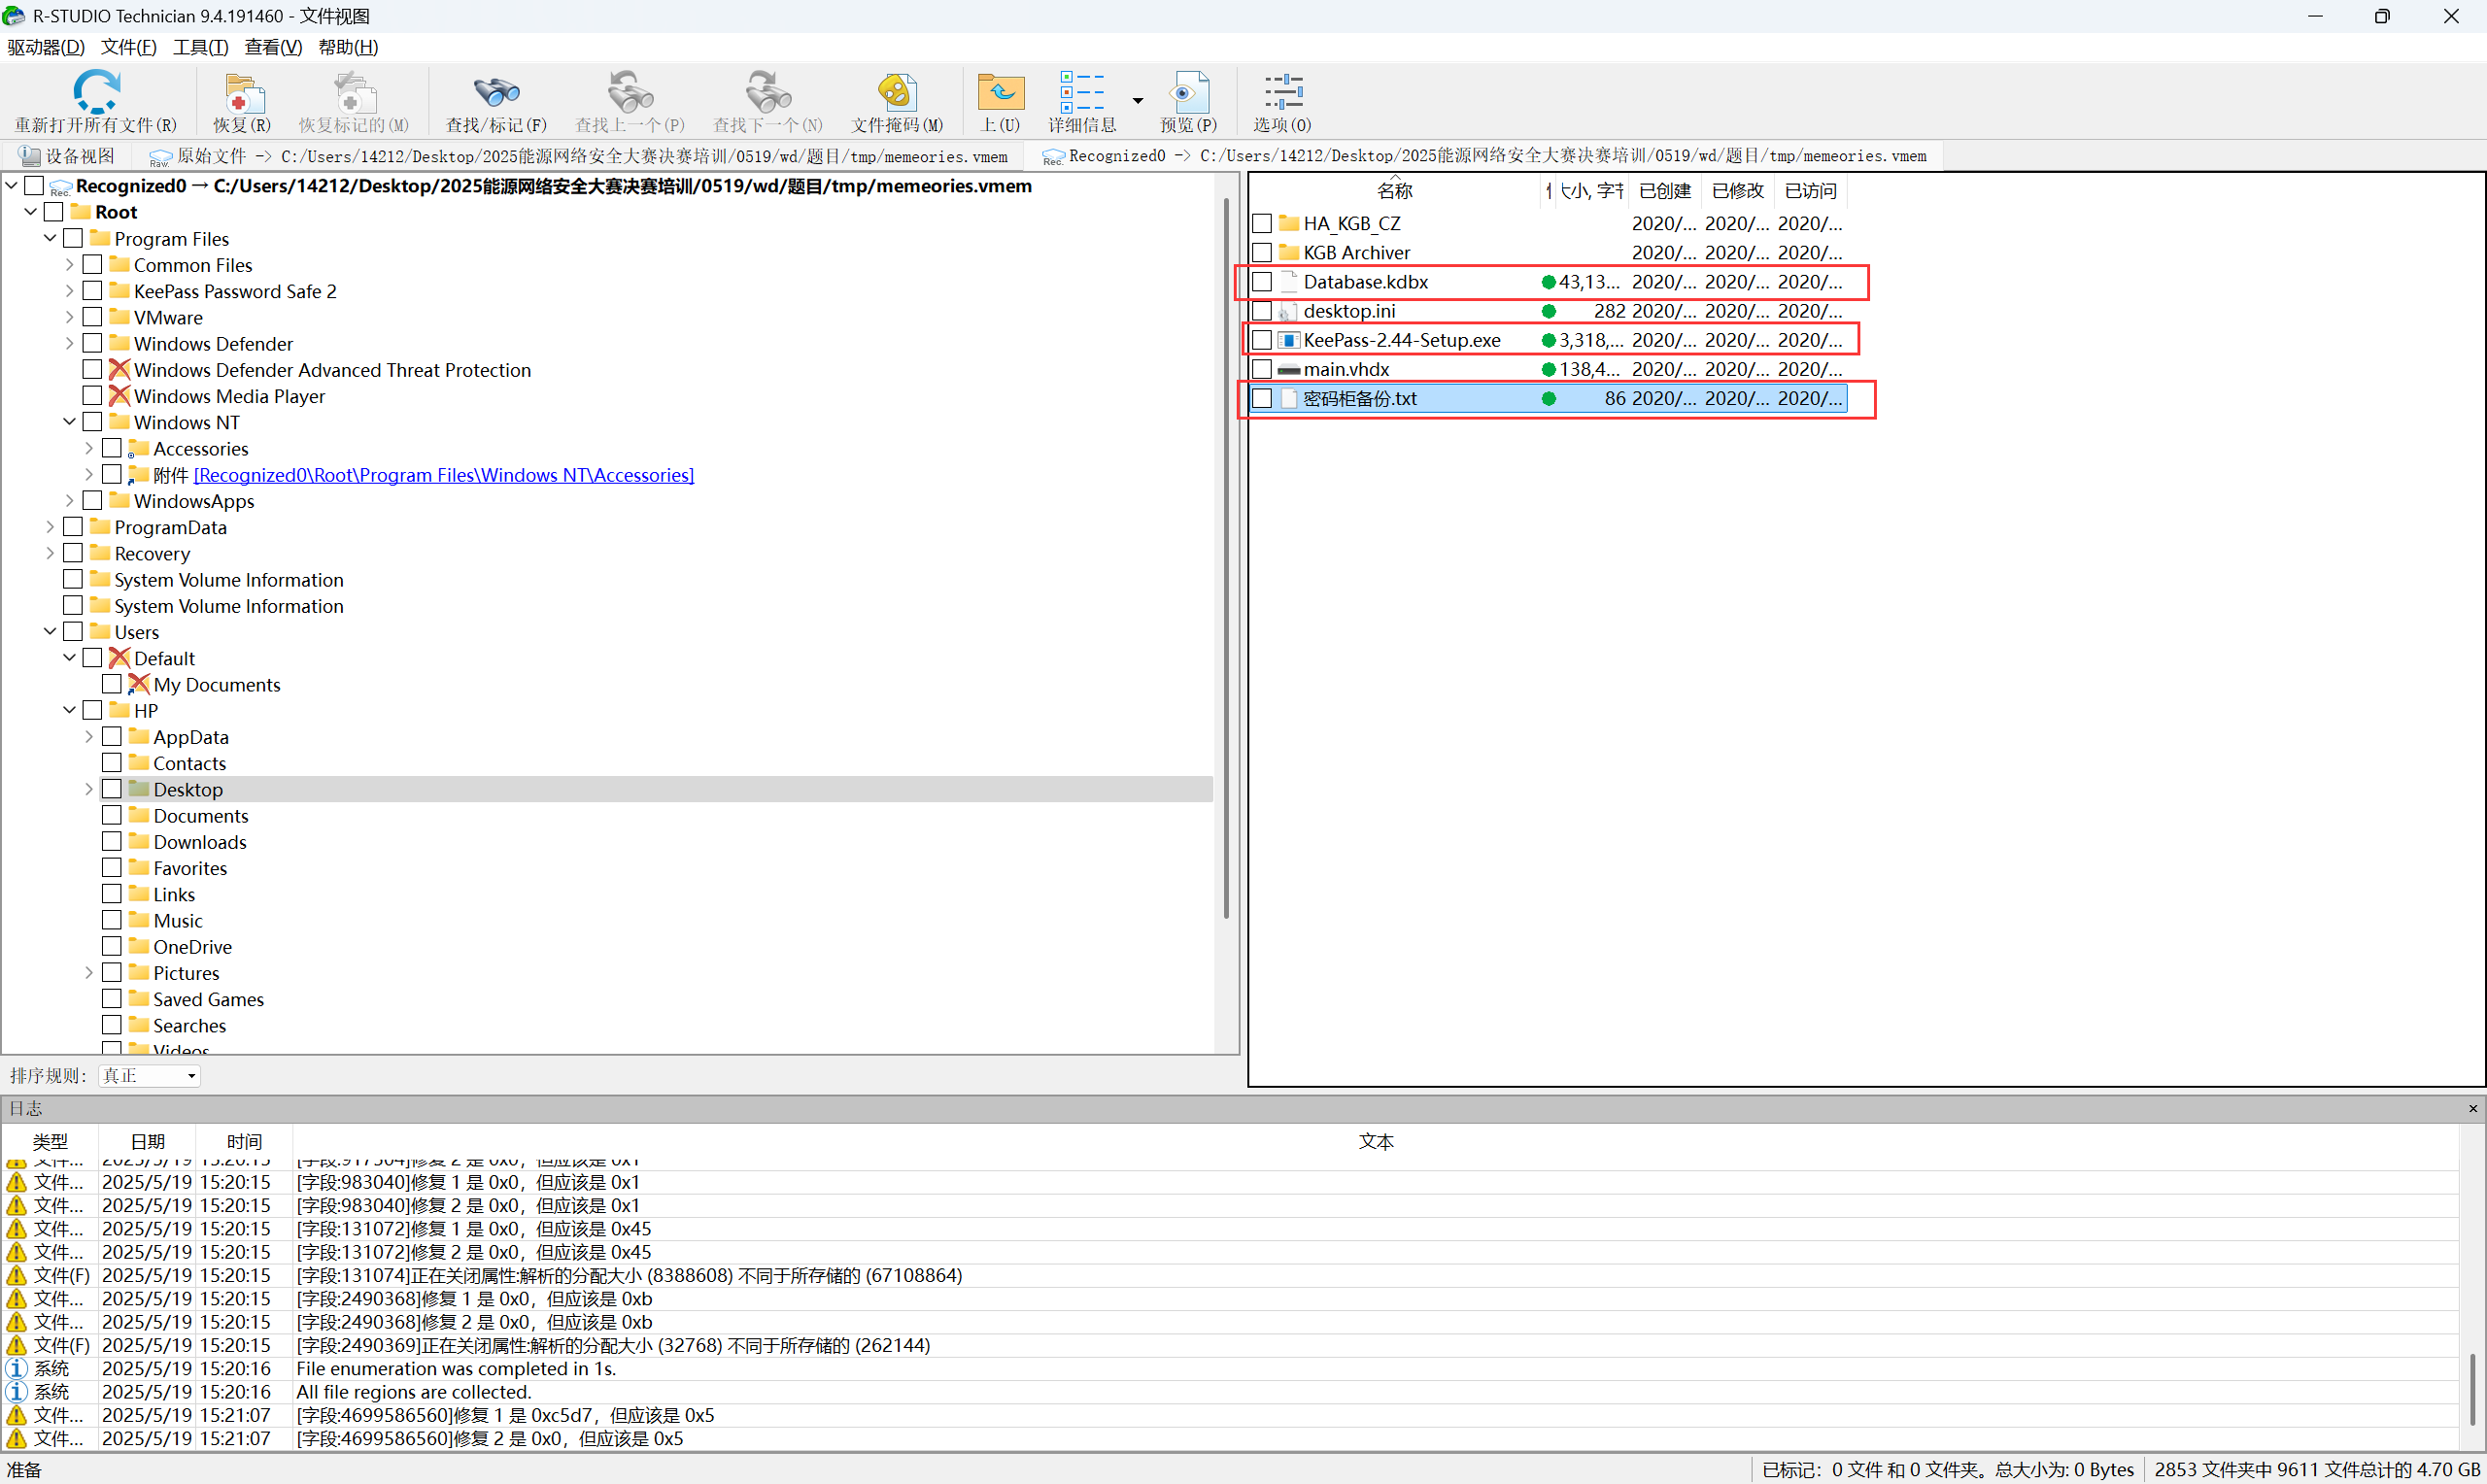 R-STUDIO Technician 9.4.191460 - 文件视图
驱动器(D) 文件(F) 工具(T) 查看(V) 帮助(H)
重新打开所有文件(R) 恢复(R) 恢复标记的(M) 查找/标记(F) 查找上一个(P) 查找下一个(N) 文件掩码(M) 上(U) 详细信息 预览(P) 选项(O)
设备视图 Raw. 原始文件 -> C:/Users/14212/Desktop/2025能源网络安全大赛决赛培训/0519/wd/题目/tmp/memeories.vmem Rec. Recognized0 -> C:/Users/14212/Desktop/2025能源网络安全大赛决赛培训/0519/wd/题目/tmp/memeories.vmem
Rec. Recognized0 → C:/Users/14212/Desktop/2025能源网络安全大赛决赛培训/0519/wd/题目/tmp/memeories.vmem
Root
Program Files
Common Files
KeePass Password Safe 2
VMware
Windows Defender
Windows Defender Advanced Threat Protection
Windows Media Player
Windows NT
Accessories
附件 [Recognized0\Root\Program Files\Windows NT\Accessories]
WindowsApps
ProgramData
Recovery
System Volume Information
System Volume Information
Users
Default
My Documents
HP
AppData
Contacts
Desktop
Documents
Downloads
Favorites
Links
Music
OneDrive
Pictures
Saved Games
Searches
Videos
排序规则: 真正
名称 大小, 字节 已创建 已修改 已访问
HA_KGB_CZ 2020/... 2020/... 2020/...
KGB Archiver 2020/... 2020/... 2020/...
Database.kdbx 43,13... 2020/... 2020/... 2020/...
desktop.ini 282 2020/... 2020/... 2020/...
KeePass-2.44-Setup.exe 3,318,... 2020/... 2020/... 2020/...
main.vhdx 138,4... 2020/... 2020/... 2020/...
密码柜备份.txt 86 2020/... 2020/... 2020/...
日志
类型 日期 时间 文本
文件... 2025/5/19 15:20:15 [字段:917504]修复 2 是 0x0，但应该是 0x1
文件... 2025/5/19 15:20:15 [字段:983040]修复 1 是 0x0，但应该是 0x1
文件... 2025/5/19 15:20:15 [字段:983040]修复 2 是 0x0，但应该是 0x1
文件... 2025/5/19 15:20:15 [字段:131072]修复 1 是 0x0，但应该是 0x45
文件... 2025/5/19 15:20:15 [字段:131072]修复 2 是 0x0，但应该是 0x45
文件(F) 2025/5/19 15:20:15 [字段:131074]正在关闭属性:解析的分配大小 (8388608) 不同于所存储的 (67108864)
文件... 2025/5/19 15:20:15 [字段:2490368]修复 1 是 0x0，但应该是 0xb
文件... 2025/5/19 15:20:15 [字段:2490368]修复 2 是 0x0，但应该是 0xb
文件(F) 2025/5/19 15:20:15 [字段:2490369]正在关闭属性:解析的分配大小 (32768) 不同于所存储的 (262144)
系统 2025/5/19 15:20:16 File enumeration was completed in 1s.
系统 2025/5/19 15:20:16 All file regions are collected.
文件... 2025/5/19 15:21:07 [字段:4699586560]修复 1 是 0xc5d7，但应该是 0x5
文件... 2025/5/19 15:21:07 [字段:4699586560]修复 2 是 0x0，但应该是 0x5
准备 已标记: 0 文件 和 0 文件夹。总大小为: 0 Bytes 2853 文件夹中 9611 文件总计的 4.70 GB